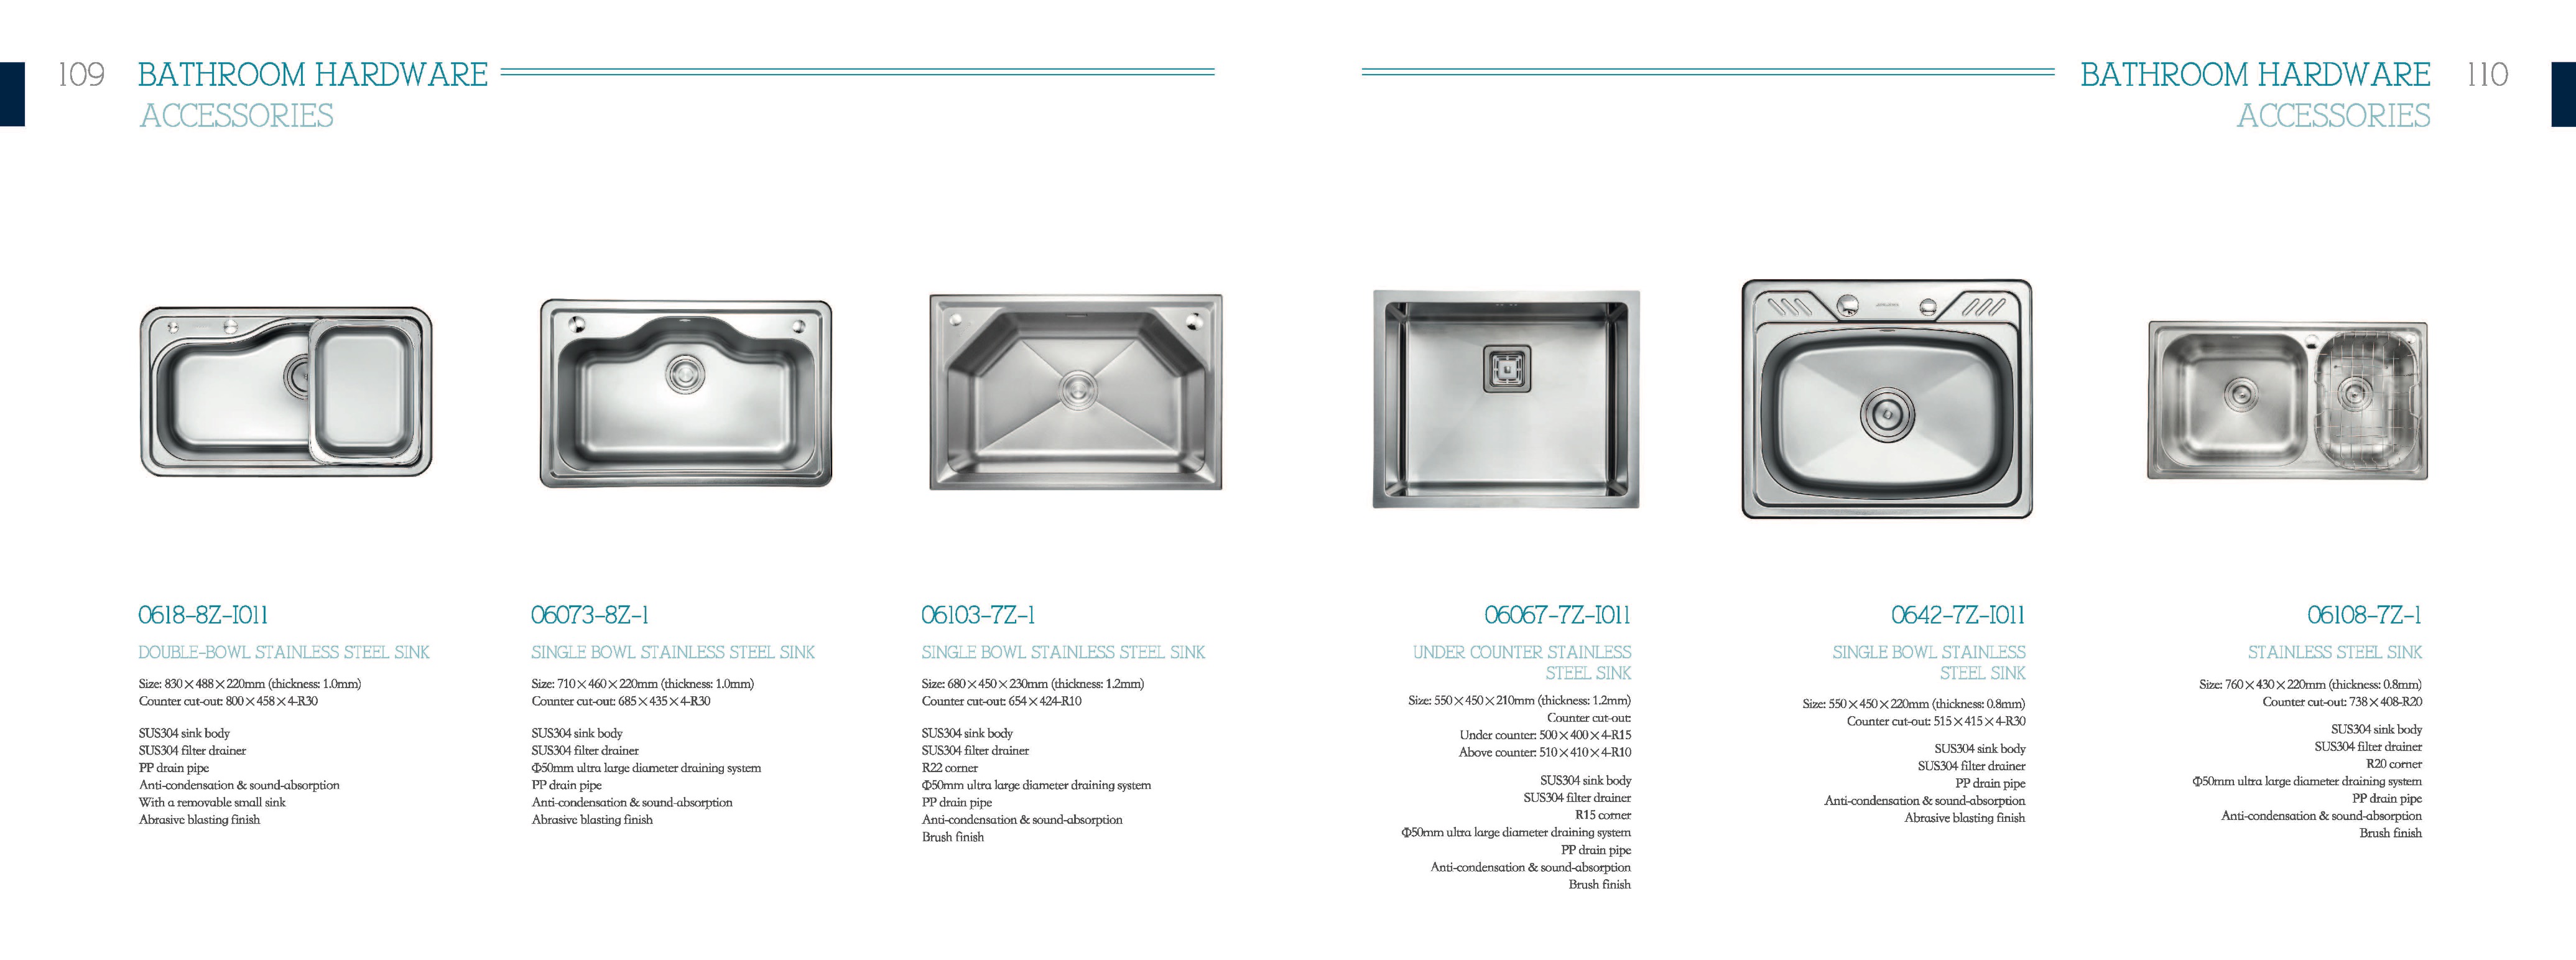 109 BATHROOM HARDWARE
ACCESSORIES
BATHROOM HARDWARE 110
ACCESSORIES
0618-8Z-I011
DOUBLE-BOWL STAINLESS STEEL SINK
Size: 830×488×220mm (thickness: 1.0mm)
Counter cut-out: 800×458×4-R30
SUS304 sink body
SUS304 filter drainer
PP drain pipe
Anti-condensation & sound-absorption
With a removable small sink
Abrasive blasting finish
06073-8Z-1
SINGLE BOWL STAINLESS STEEL SINK
Size: 710×460×220mm (thickness: 1.0mm)
Counter cut-out: 685×435×4-R30
SUS304 sink body
SUS304 filter drainer
Φ50mm ultra large diameter draining system
PP drain pipe
Anti-condensation & sound-absorption
Abrasive blasting finish
06103-7Z-1
SINGLE BOWL STAINLESS STEEL SINK
Size: 680×450×230mm (thickness: 1.2mm)
Counter cut-out: 654×424-R10
SUS304 sink body
SUS304 filter drainer
R22 corner
Φ50mm ultra large diameter draining system
PP drain pipe
Anti-condensation & sound-absorption
Brush finish
06067-7Z-I011
UNDER COUNTER STAINLESS
STEEL SINK
Size: 550×450×210mm (thickness: 1.2mm)
Counter cut-out:
Under counter: 500×400×4-R15
Above counter: 510×410×4-R10
SUS304 sink body
SUS304 filter drainer
R15 corner
Φ50mm ultra large diameter draining system
PP drain pipe
Anti-condensation & sound-absorption
Brush finish
0642-7Z-I011
SINGLE BOWL STAINLESS
STEEL SINK
Size: 550×450×220mm (thickness: 0.8mm)
Counter cut-out: 515×415×4-R30
SUS304 sink body
SUS304 filter drainer
PP drain pipe
Anti-condensation & sound-absorption
Abrasive blasting finish
06108-7Z-1
STAINLESS STEEL SINK
Size: 760×430×220mm (thickness: 0.8mm)
Counter cut-out: 738×408-R20
SUS304 sink body
SUS304 filter drainer
R20 corner
Φ50mm ultra large diameter draining system
PP drain pipe
Anti-condensation & sound-absorption
Brush finish